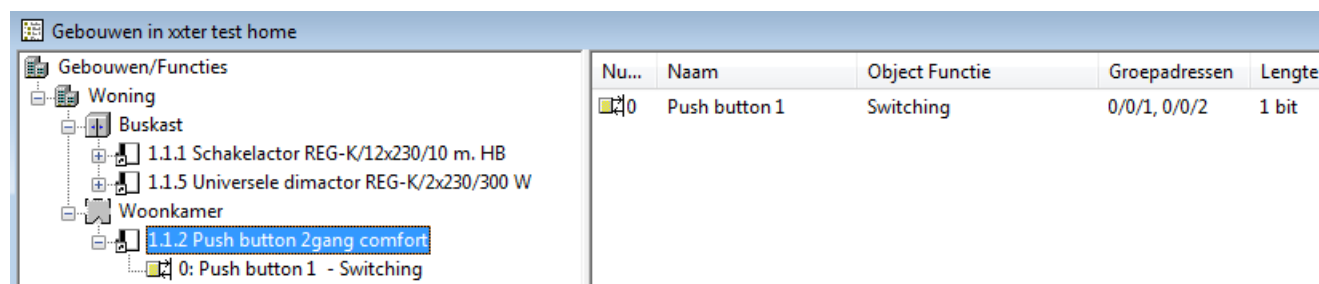 Gebouwen in xxter test home
Gebouwen/Functies
Woning
Buskast
1.1.1 Schakelactor REG-K/12x230/10 m. HB
1.1.5 Universele dimactor REG-K/2x230/300 W
Woonkamer
1.1.2 Push button 2gang comfort
0: Push button 1 - Switching
Nu... Naam Object Functie Groepadressen Lengte
0 Push button 1 Switching 0/0/1, 0/0/2 1 bit